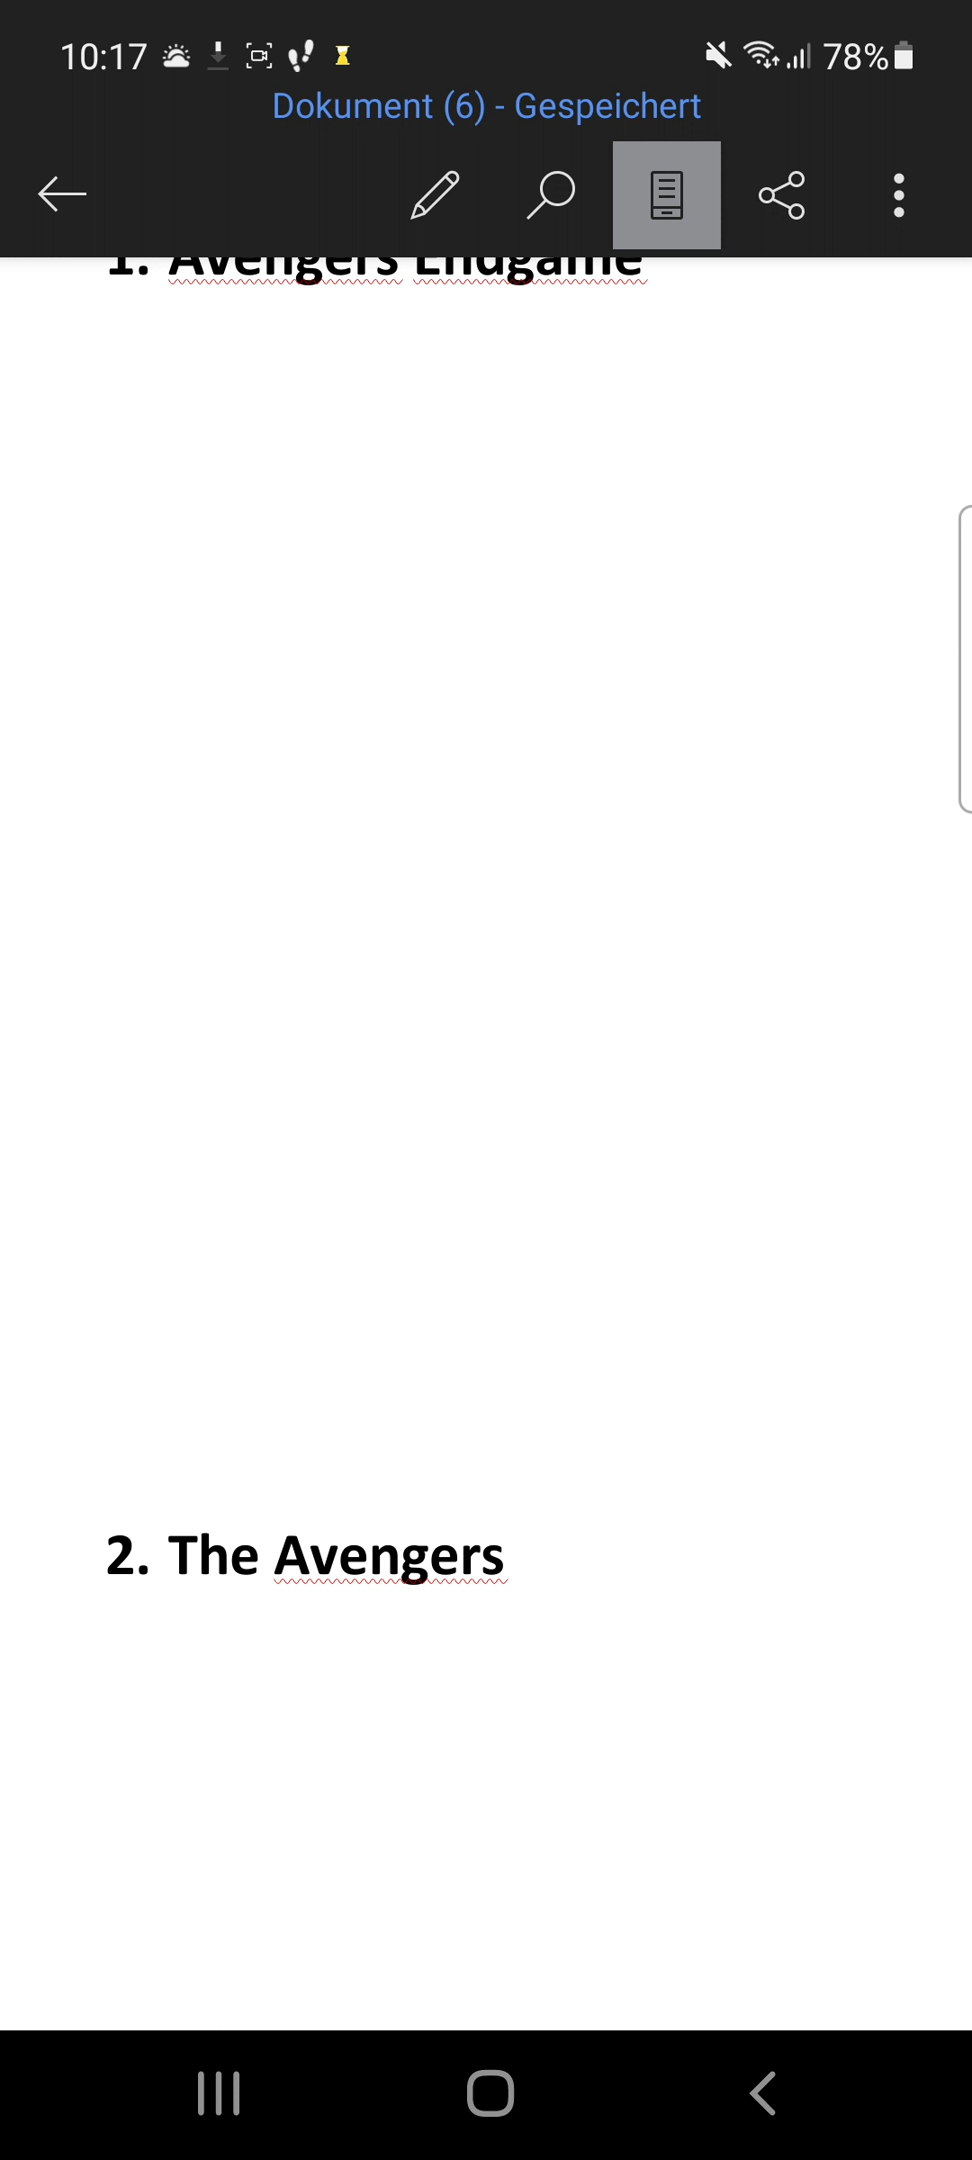 10:17
78%
Dokument (6) - Gespeichert
1. Avengers Endgame
2. The Avengers